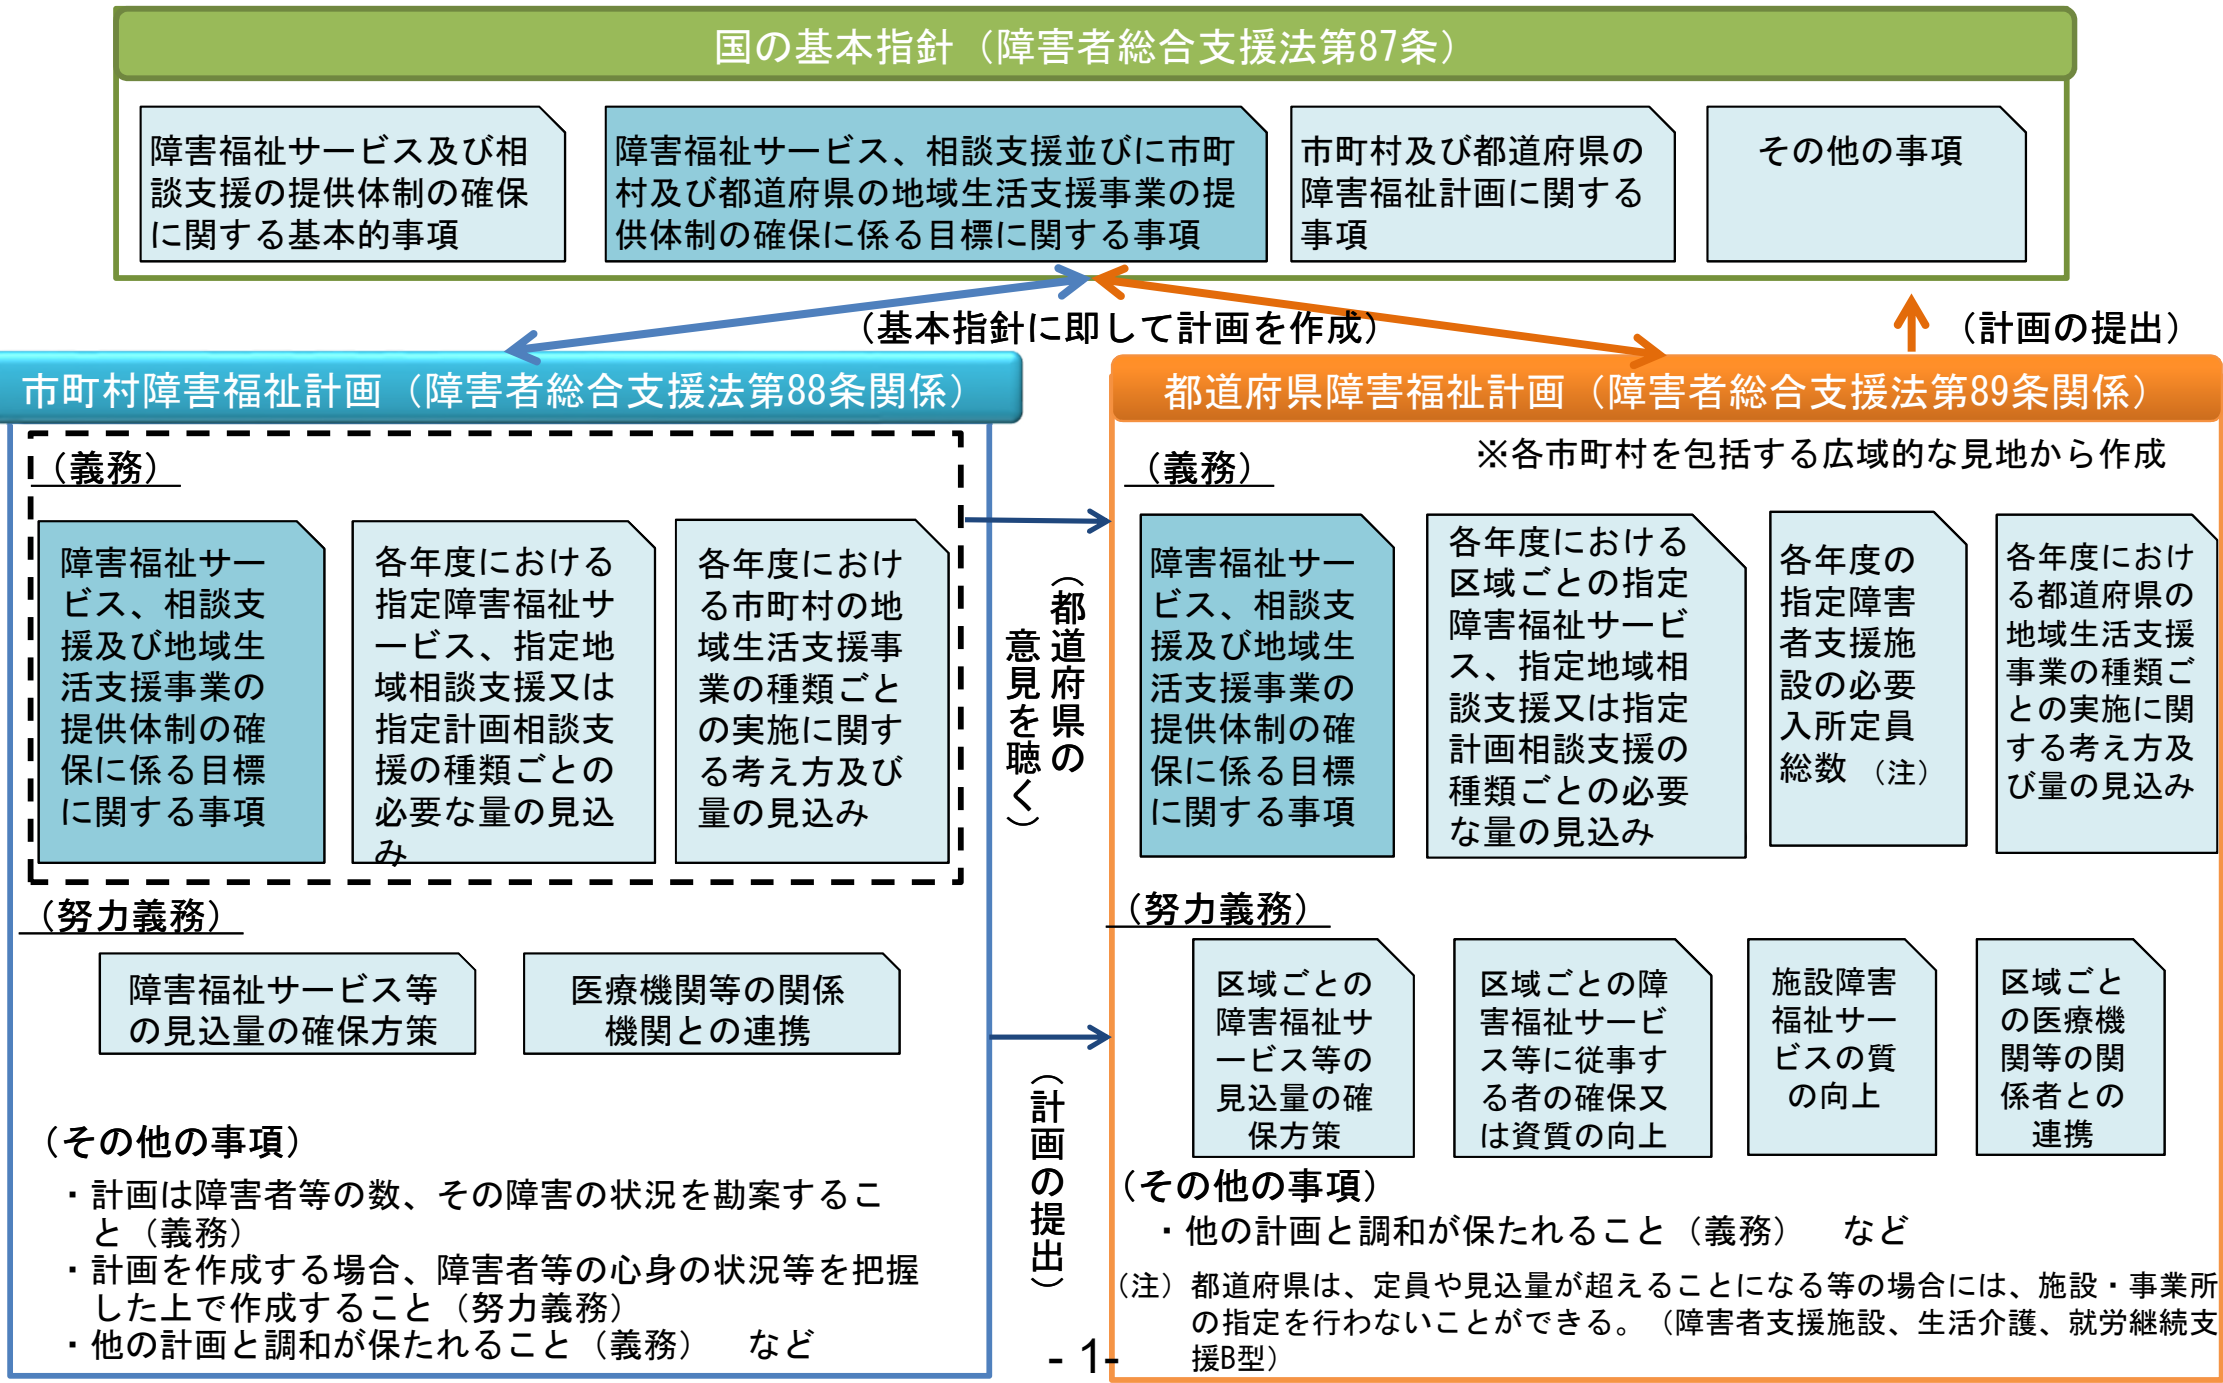 国の基本指針（障害者総合支援法第87条）
障害福祉サービス及び相
談支援の提供体制の確保
に関する基本的事項
障害福祉サービス、相談支援並びに市町
村及び都道府県の地域生活支援事業の提
供体制の確保に係る目標に関する事項
市町村及び都道府県の
障害福祉計画に関する
事項
その他の事項
（基本指針に即して計画を作成）
（計画の提出）
市町村障害福祉計画（障害者総合支援法第88条関係）
（義務）
障害福祉サー
ビス、相談支
援及び地域生
活支援事業の
提供体制の確
保に係る目標
に関する事項
各年度における
指定障害福祉サ
ービス、指定地
域相談支援又は
指定計画相談支
援の種類ごとの
必要な量の見込
み
各年度におけ
る市町村の地
域生活支援事
業の種類ごと
の実施に関す
る考え方及び
量の見込み
（努力義務）
障害福祉サービス等
の見込量の確保方策
医療機関等の関係
機関との連携
（その他の事項）
・計画は障害者等の数、その障害の状況を勘案するこ
と（義務）
・計画を作成する場合、障害者等の心身の状況等を把握
した上で作成すること（努力義務）
・他の計画と調和が保たれること（義務）　など
（都道府県の
意見を聴く）
（計画の提出）
都道府県障害福祉計画（障害者総合支援法第89条関係）
※各市町村を包括する広域的な見地から作成
（義務）
障害福祉サー
ビス、相談支
援及び地域生
活支援事業の
提供体制の確
保に係る目標
に関する事項
各年度における
区域ごとの指定
障害福祉サービ
ス、指定地域相
談支援又は指定
計画相談支援の
種類ごとの必要
な量の見込み
各年度の
指定障害
者支援施
設の必要
入所定員
総数（注）
各年度におけ
る都道府県の
地域生活支援
事業の種類ご
との実施に関
する考え方及
び量の見込み
（努力義務）
区域ごとの
障害福祉サ
ービス等の
見込量の確
保方策
区域ごとの障
害福祉サービ
ス等に従事す
る者の確保又
は資質の向上
施設障害
福祉サー
ビスの質
の向上
区域ごと
の医療機
関等の関
係者との
連携
（その他の事項）
・他の計画と調和が保たれること（義務）　など
（注）都道府県は、定員や見込量が超えることになる等の場合には、施設・事業所
の指定を行わないことができる。（障害者支援施設、生活介護、就労継続支
援B型）
- 1-